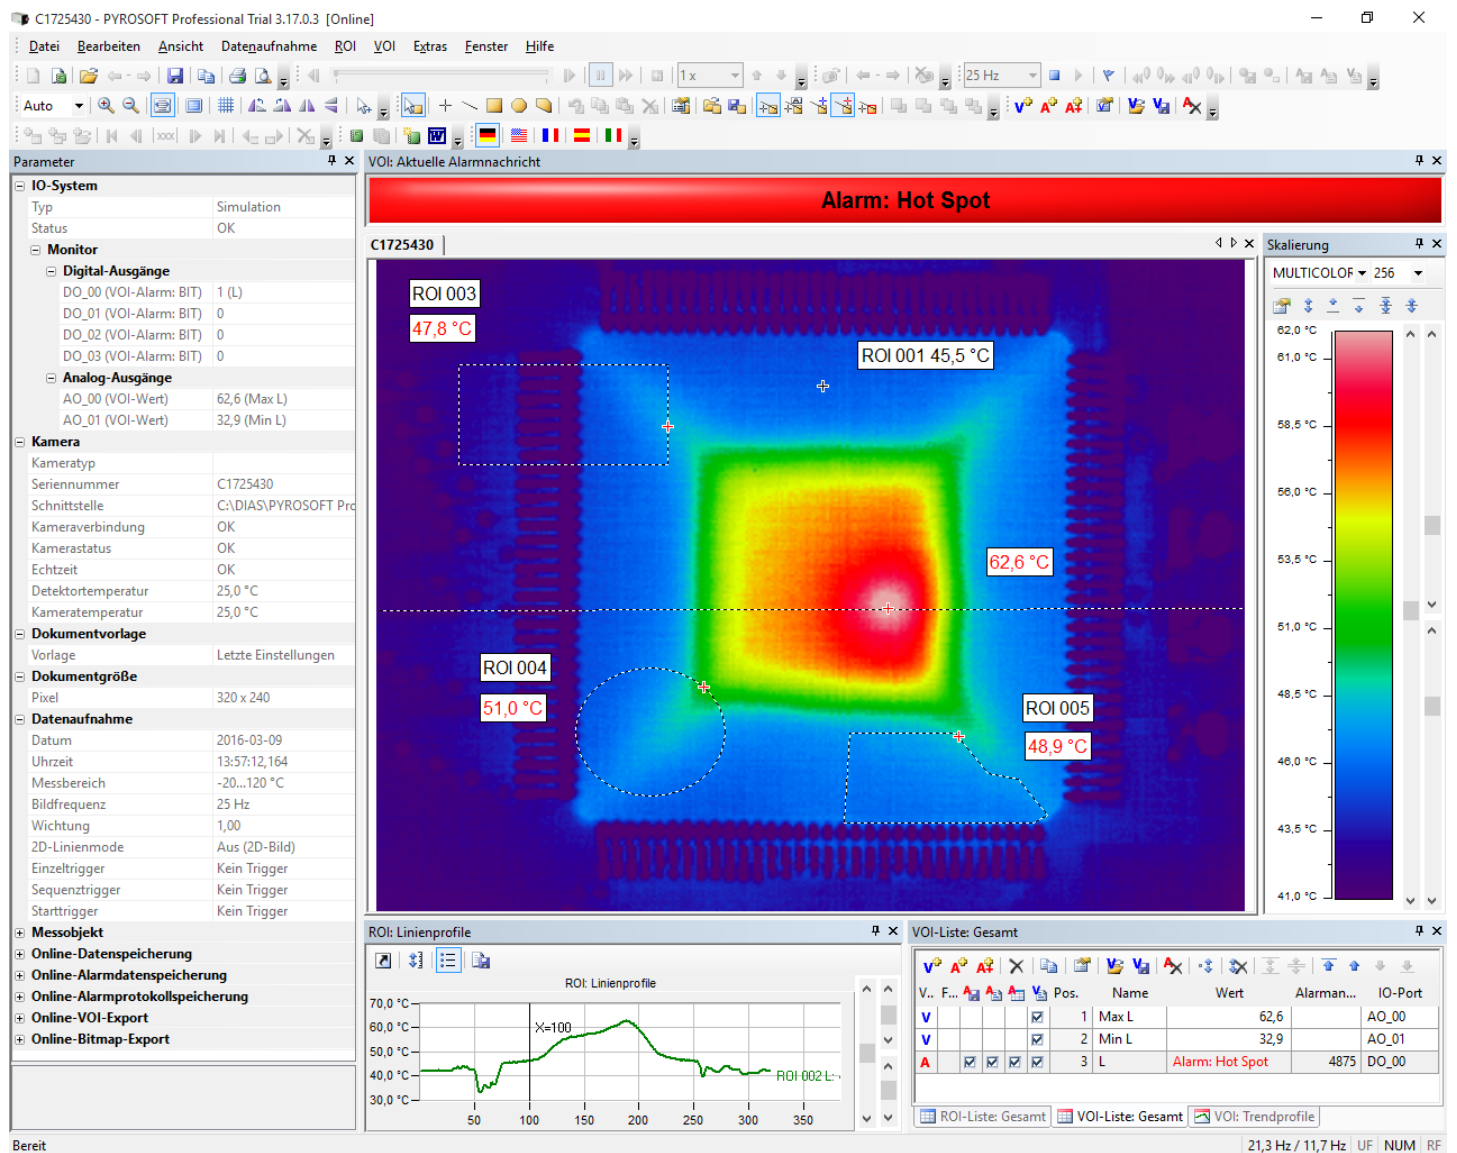 C1725430 - PYROSOFT Professional Trial 3.17.0.3 [Online]
Datei Bearbeiten Ansicht Datenaufnahme ROI VOI Extras Fenster Hilfe
1 x 25 Hz
Auto
Parameter
IO-System
Typ Simulation
Status OK
Monitor
Digital-Ausgänge
DO_00 (VOI-Alarm: BIT) 1 (L)
DO_01 (VOI-Alarm: BIT) 0
DO_02 (VOI-Alarm: BIT) 0
DO_03 (VOI-Alarm: BIT) 0
Analog-Ausgänge
AO_00 (VOI-Wert) 62,6 (Max L)
AO_01 (VOI-Wert) 32,9 (Min L)
Kamera
Kameratyp
Seriennummer C1725430
Schnittstelle C:\DIAS\PYROSOFT Prc
Kameraverbindung OK
Kamerastatus OK
Echtzeit OK
Detektortemperatur 25,0 °C
Kameratemperatur 25,0 °C
Dokumentvorlage
Vorlage Letzte Einstellungen
Dokumentgröße
Pixel 320 x 240
Datenaufnahme
Datum 2016-03-09
Uhrzeit 13:57:12,164
Messbereich -20...120 °C
Bildfrequenz 25 Hz
Wichtung 1,00
2D-Linienmode Aus (2D-Bild)
Einzeltrigger Kein Trigger
Sequenztrigger Kein Trigger
Starttrigger Kein Trigger
Messobjekt
Online-Datenspeicherung
Online-Alarmdatenspeicherung
Online-Alarmprotokollspeicherung
Online-VOI-Export
Online-Bitmap-Export
VOI: Aktuelle Alarmnachricht
Alarm: Hot Spot
C1725430
ROI 003
47,8 °C
ROI 001 45,5 °C
62,6 °C
ROI 004
51,0 °C
ROI 005
48,9 °C
Skalierung
MULTICOLOR 256
62,0 °C
61,0 °C
58,5 °C
56,0 °C
53,5 °C
51,0 °C
48,5 °C
46,0 °C
43,5 °C
41,0 °C
ROI: Linienprofile
ROI: Linienprofile
70,0 °C
60,0 °C
50,0 °C
40,0 °C
30,0 °C
X=100
ROI 002 L:
50 100 150 200 250 300 350
VOI-Liste: Gesamt
V.. F... Pos. Name Wert Alarman... IO-Port
V 1 Max L 62,6 AO_00
V 2 Min L 32,9 AO_01
A 3 L Alarm: Hot Spot 4875 DO_00
ROI-Liste: Gesamt VOI-Liste: Gesamt VOI: Trendprofile
Bereit 21,3 Hz / 11,7 Hz UF NUM RF